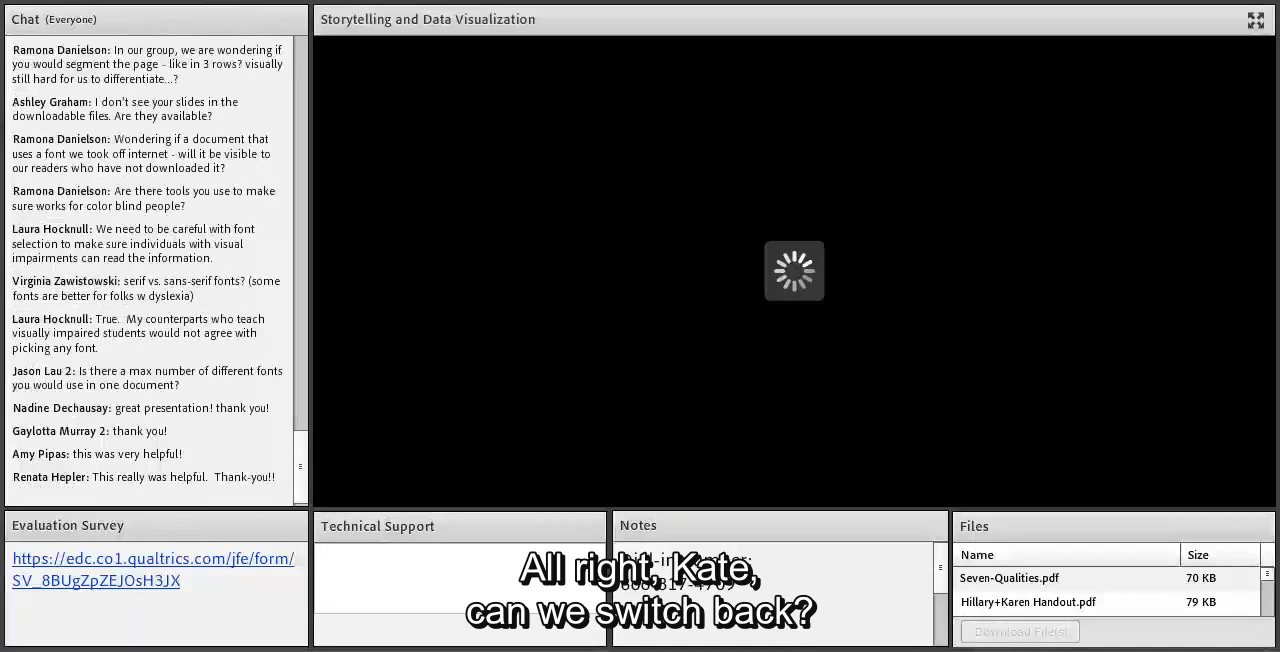 Chat (Everyone)
Ramona Danielson: In our group, we are wondering if
you would segment the page - like in 3 rows? visually
still hard for us to differentiate...?
Ashley Graham: I don't see your slides in the
downloadable files. Are they available?
Ramona Danielson: Wondering if a document that
uses a font we took off internet - will it be visible to
our readers who have not downloaded it?
Ramona Danielson: Are there tools you use to make
sure works for color blind people?
Laura Hocknull: We need to be careful with font
selection to make sure individuals with visual
impairments can read the information.
Virginia Zawistowski: serif vs. sans-serif fonts? (some
fonts are better for folks w dyslexia)
Laura Hocknull: True. My counterparts who teach
visually impaired students would not agree with
picking any font.
Jason Lau 2: Is there a max number of different fonts
you would use in one document?
Nadine Dechausay: great presentation! thank you!
Gaylotta Murray 2: thank you!
Amy Pipas: this was very helpful!
Renata Hepler: This really was helpful. Thank-you!!
Storytelling and Data Visualization
Evaluation Survey
https://edc.co1.qualtrics.com/jfe/form/
SV_8BUgZpZEJOsH3JX
Technical Support
Notes
Files
Name Size
Seven-Qualities.pdf 70 KB
Hillary+Karen Handout.pdf 79 KB
Download File(s)
All right, Kate,
can we switch back?